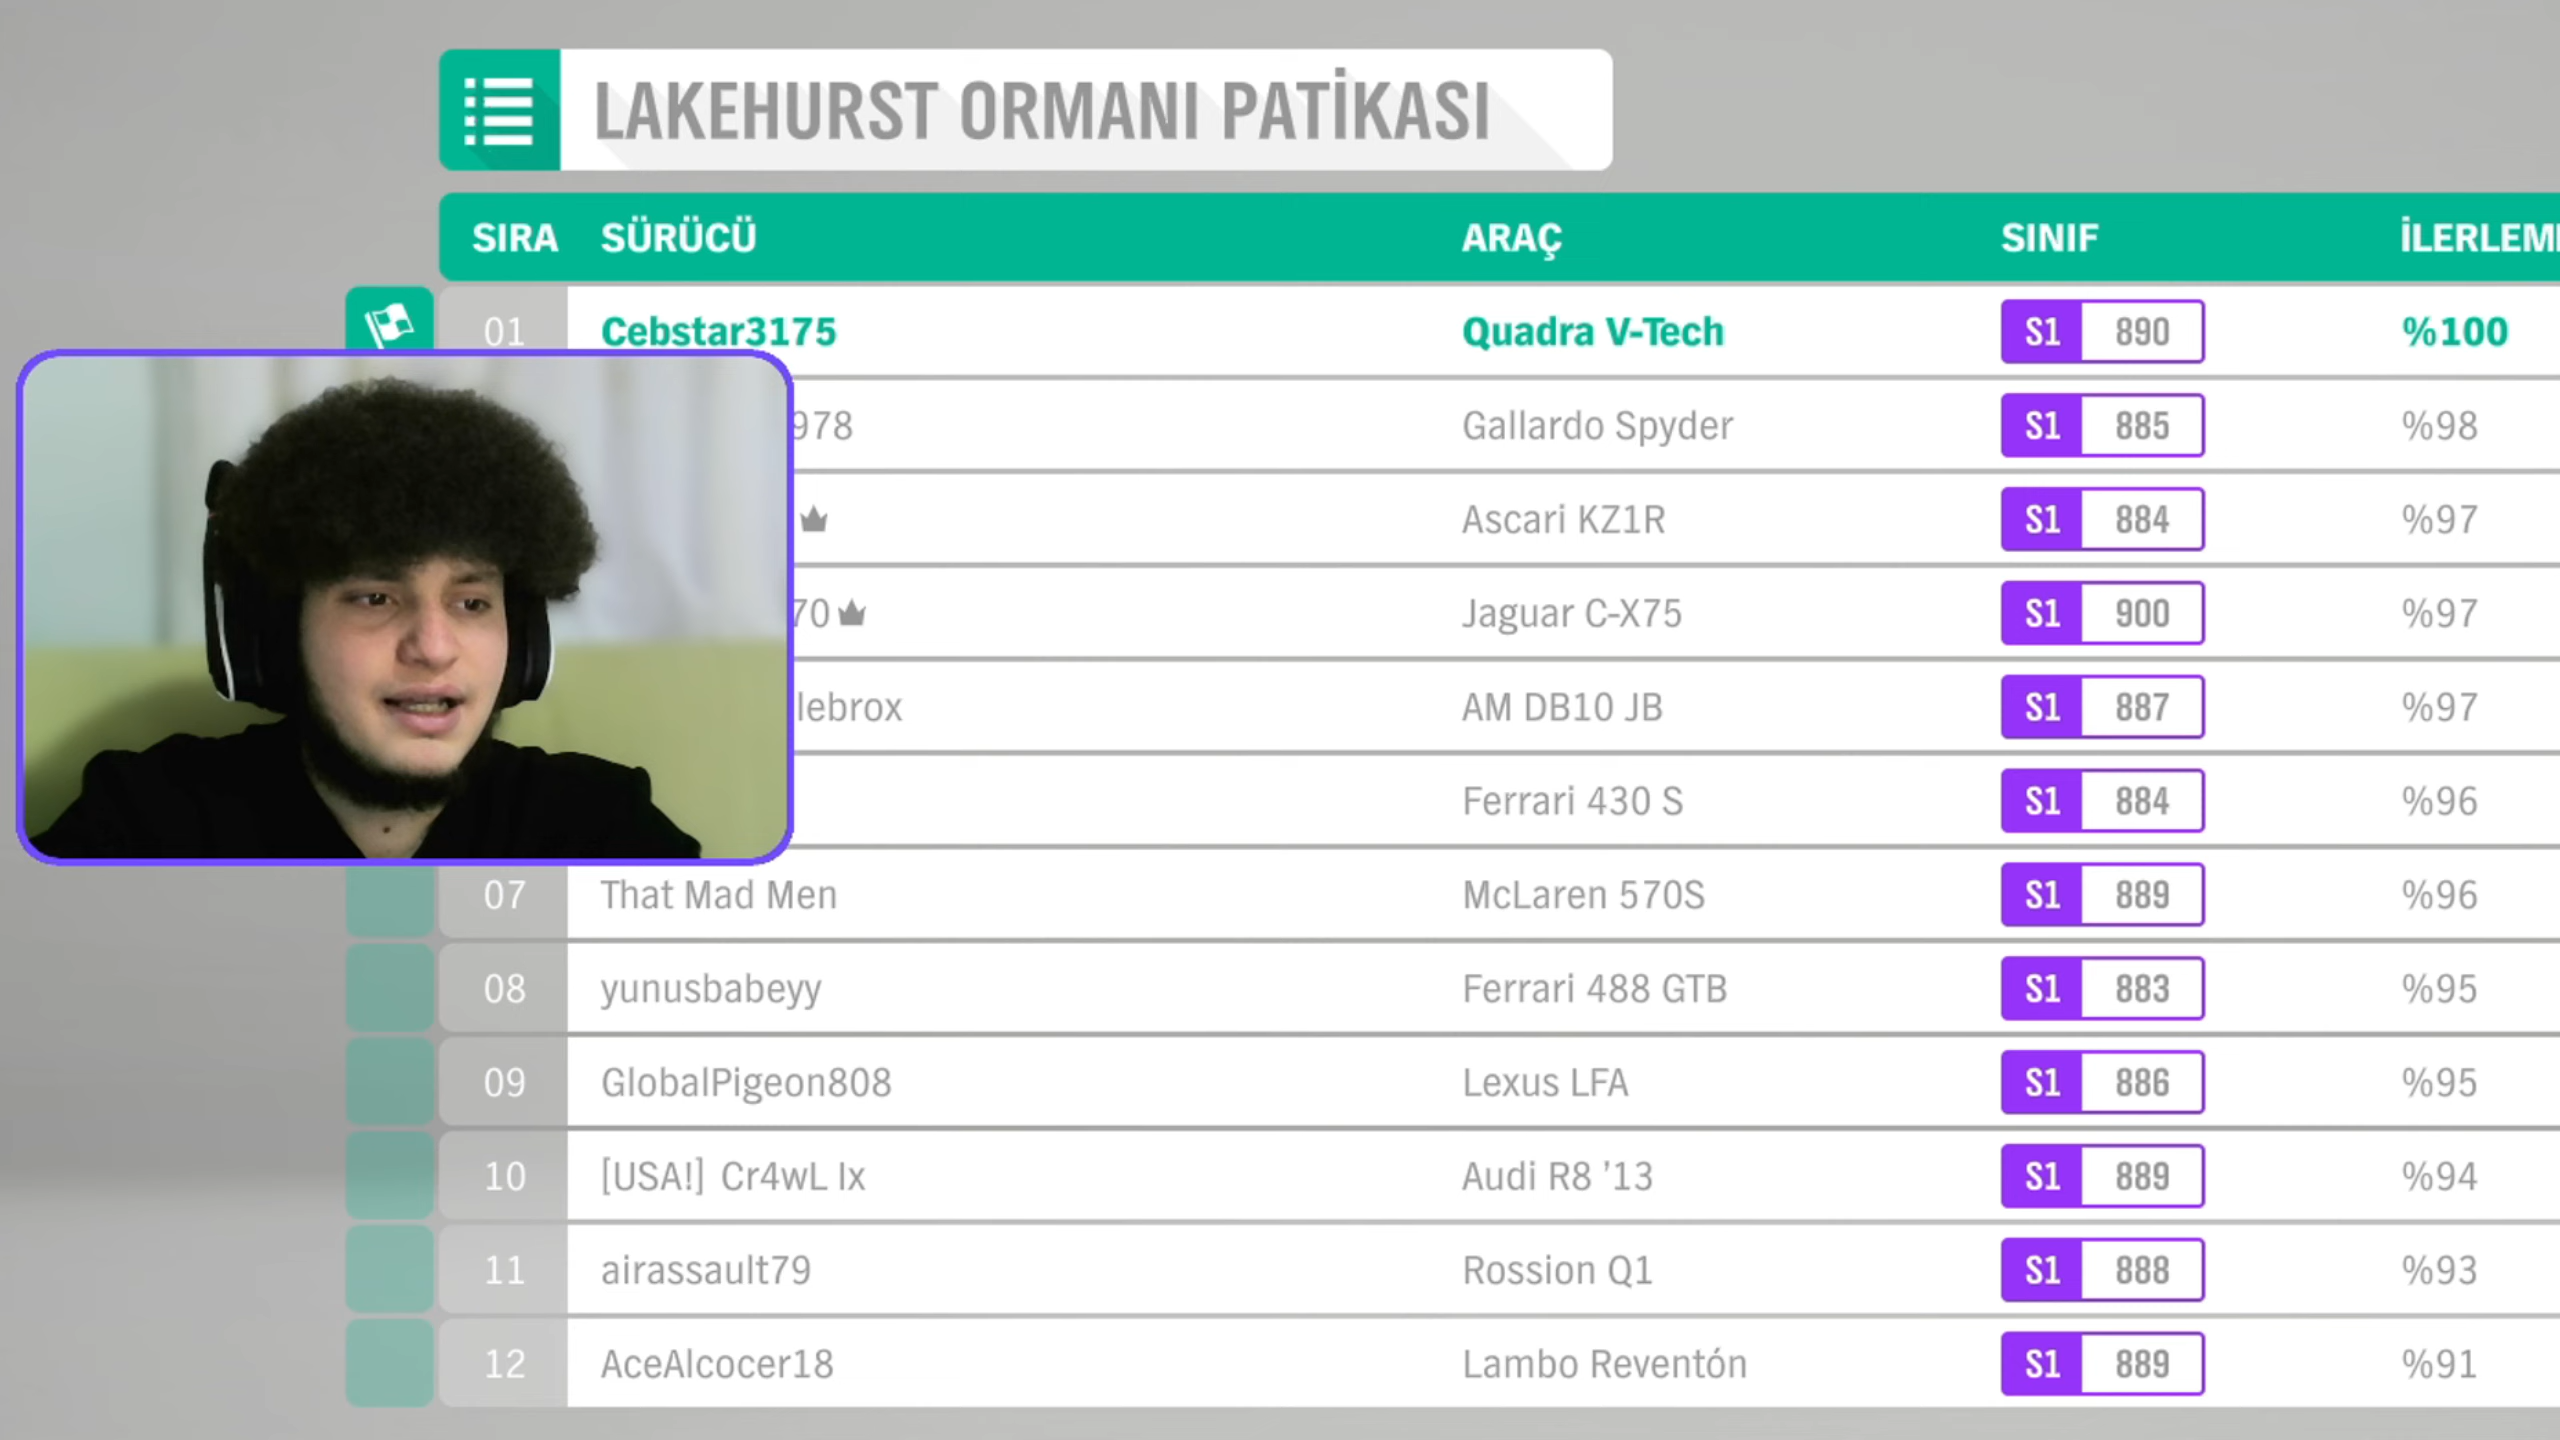 LAKEHURST ORMANI PATİKASI
SIRA SÜRÜCÜ ARAÇ SINIF
01 Cebstar3175 Quadra V-Tech S1 890 %100
Gallardo Spyder S1 885 %98
Ascari KZ1R S1 884 %97
Jaguar C-X75 S1 900 %97
AM DB10 JB S1 887 %97
Ferrari 430 S S1 884 %96
07 That Mad Men McLaren 570S S1 889 %96
08 yunusbabeyy Ferrari 488 GTB S1 883 %95
09 GlobalPigeon808 Lexus LFA S1 886 %95
10 [USA!] Cr4wL Ix Audi R8 ’13 S1 889 %94
11 airassault79 Rossion Q1 S1 888 %93
12 AceAlcocer18 Lambo Reventón S1 889 %91